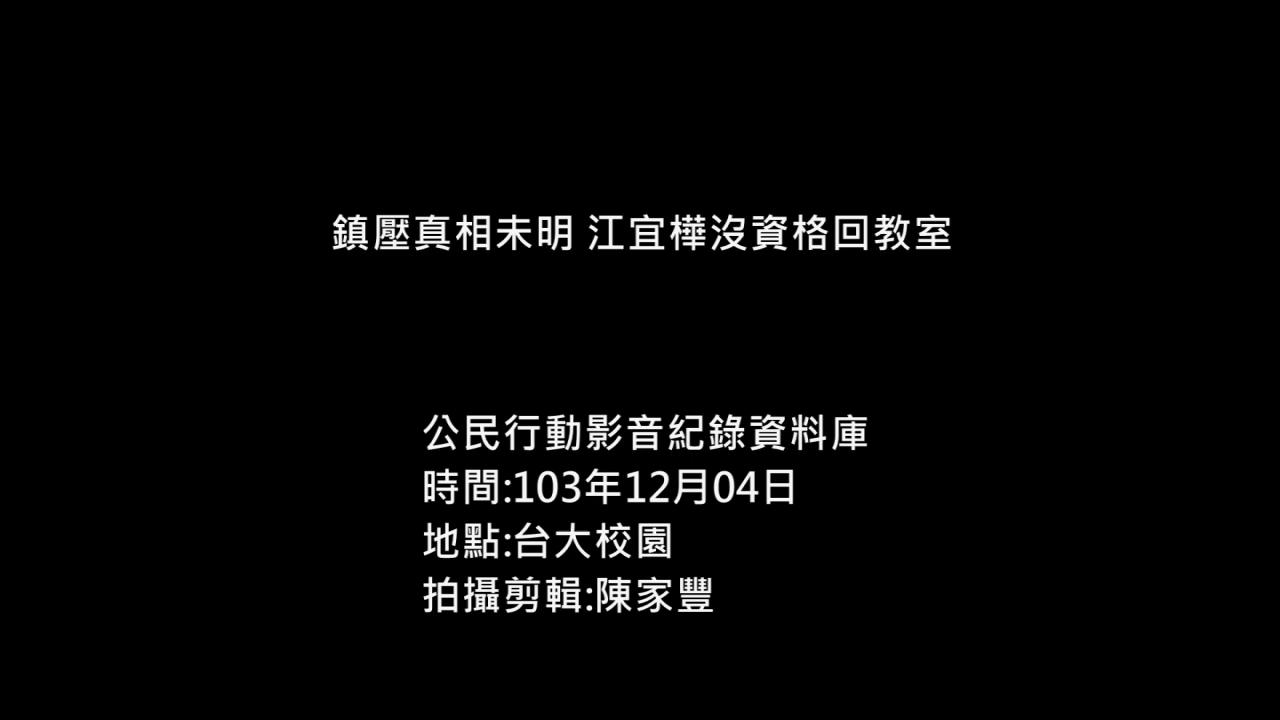 鎮壓真相未明 江宜樺沒資格回教室
公民行動影音紀錄資料庫
時間:103年12月04日
地點:台大校園
拍攝剪輯:陳家豐